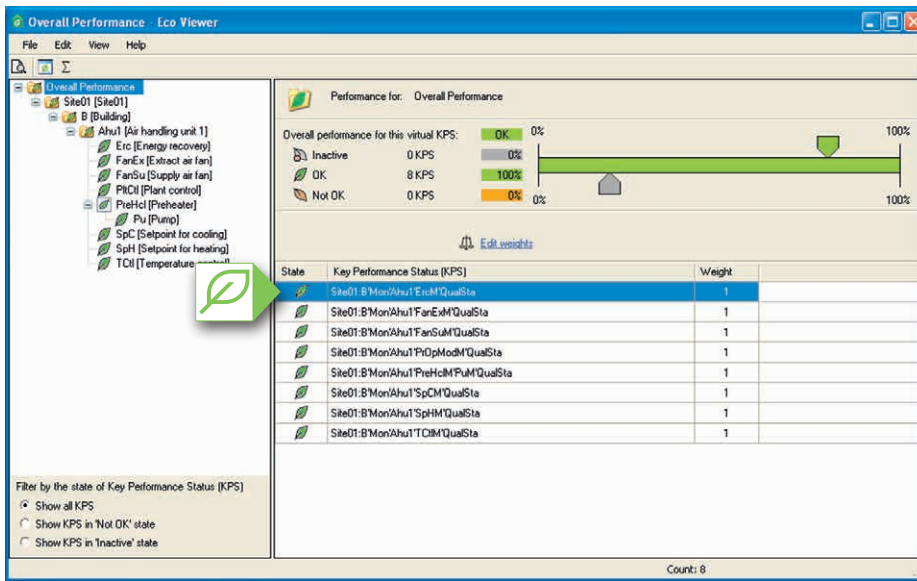 Overall Performance - Eco Viewer
File Edit View Help
Overall Performance
Site01 [Site01]
B [Building]
Ahu1 [Air handling unit 1]
Erc [Energy recovery]
FanEx [Extract air fan]
FanSu [Supply air fan]
PltCtl [Plant control]
PreHcl [Preheater]
Pu [Pump]
SpC [Setpoint for cooling]
SpH [Setpoint for heating]
TCtl [Temperature
Filter by the state of Key Performance Status (KPS)
Show all KPS
Show KPS in 'Not OK' state
Show KPS in 'Inactive' state
Performance for: Overall Performance
Overall performance for this virtual KPS: OK 0% 100%
Inactive 0 KPS 0%
OK 8 KPS 100%
Not OK 0 KPS 0% 0% 100%
Edit weights
State Key Performance Status (KPS) Weight
Site01:B'Mon'Ahu1'ErcM'QualSta 1
Site01:B'Mon'Ahu1'FanExM'QualSta 1
Site01:B'Mon'Ahu1'FanSuM'QualSta 1
Site01:B'Mon'Ahu1'PrOpModM'QualSta 1
Site01:B'Mon'Ahu1'PreHclM'PuM'QualSta 1
Site01:B'Mon'Ahu1'SpCM'QualSta 1
Site01:B'Mon'Ahu1'SpHM'QualSta 1
Site01:B'Mon'Ahu1'TCtlM'QualSta 1
Count: 8